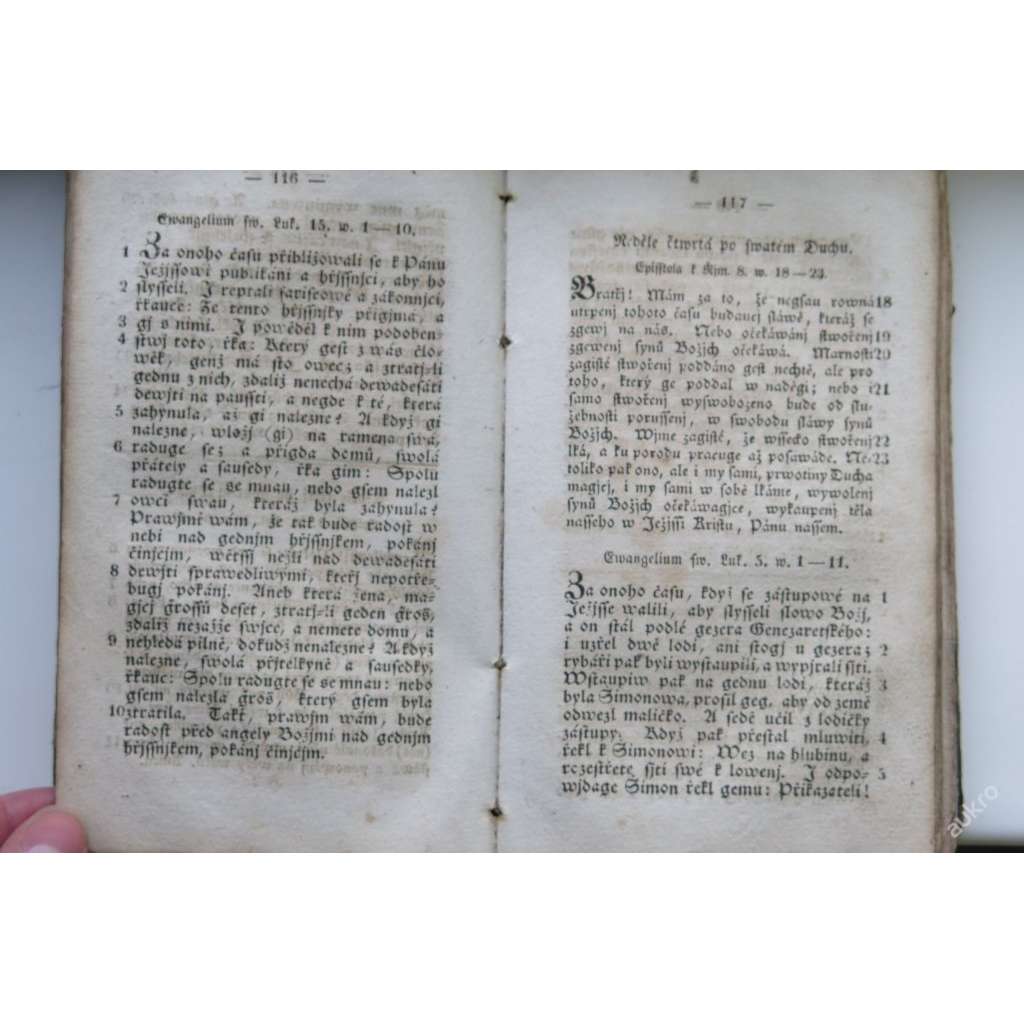 — 116 —
Ewangelium sw. Luk. 15. w. 1—10.
1 Za onoho času přibližowali se k Pánu
Ježjssowi publikáni a hřjssnjci, aby ho
2 slysseli. I reptali fariseowé a zákonnjci,
řkauce: Že tento hřjssnjky přigjmá, a
3 gj s nimi. I powěděl k nim podoben-
4 stwj toto, řka: Který gest z wás člo-
wěk, genž má sto owec, a ztratj-li
gednu z nich, zdaliž nenechá dewadesáti
dewjti na paussti, a negde k té, která
5 zahynula, až gi nalezne? A když gi
nalezne, wložj (gi) na ramena swá,
6 raduge se; a přigda domů, swolá
přátely a sausedy, řka gim: Spolu
radugte se se mnau, nebo gsem nalezl
7 owci swau, kteráž byla zahynula?
Prawjmť wám, že tak bude radost w
nebi nad gednjm hřjssnjkem, pokánj
činjcjm, wětssj nežli nad dewadesáti
8 dewjti sprawedliwými, kteřj nepotře-
bugj pokánj. Aneb která žena, ma-
gjcj grossů deset, ztratj-li geden groš,
zdaliž nezažže swjce, a nemete domu, a
9 nehledá pilně, dokudž nenalezne? A když
nalezne, swolá přjtelkyně a sausedky,
řkauc: Spolu radugte se se mnau: nebo
gsem nalezla groš, který gsem byla
10 ztratila. Takť, prawjm wám, bude
radost před angely Božjmi nad gednjm
hřjssnjkem, pokánj činjcjm.
— 117 —
Neděle čtwrtá po swatém Duchu.
Episstola k Řjm. 8. w. 18—23.
Bratřj! Mám za to, že negsau rowná 18
utrpenj tohoto času budaucj sláwě, kteráž se
zgewj na nás. Nebo očekáwánj stwořenj 19
zgewenj synů Božjch očekáwá. Marnosti 20
zagisté stwořenj poddáno gest nechtě, ale pro
toho, který ge poddal w naděgi; nebo i 21
samo stwořenj wyswobozeno bude od slu-
žebnosti porussenj, w swobodu sláwy synů
Božjch. Wjme zagisté, že wssecko stwořenj 22
lká, a ku porodu pracuge až posawáde. Ne- 23
toliko pak ono, ale i my sami, prwotiny Ducha
magjcj, i my sami w sobě lkáme, wywolenj
synů Božjch očekáwagjce, wykaupenj těla
nasseho w Ježjssi Kristu, Pánu nassem.
Ewangelium sw. Luk. 5. w. 1—11.
Za onoho času, když se zástupowé na 1
Ježjsse walili, aby slysseli slowo Božj,
a on stál podlé gezera Genezaretského:
i uzřel dwě lodi, ani stogj u gezera; 2
rybáři pak byli wystaupili, a wypjrali sjti.
Wstaupiw pak na gednu lodi, kteráž 3
byla Simonowa, prosil geg, aby od země
odwezl maličko. A sedě učil z lodičky
zástupy. Když pak přestal mluwiti, 4
řekl k Simonowi: Wez na hlubinu, a
rozestřete sjti swé k lowenj. I odpo- 5
wjdage Simon řekl gemu: Přikazateli!
aukro